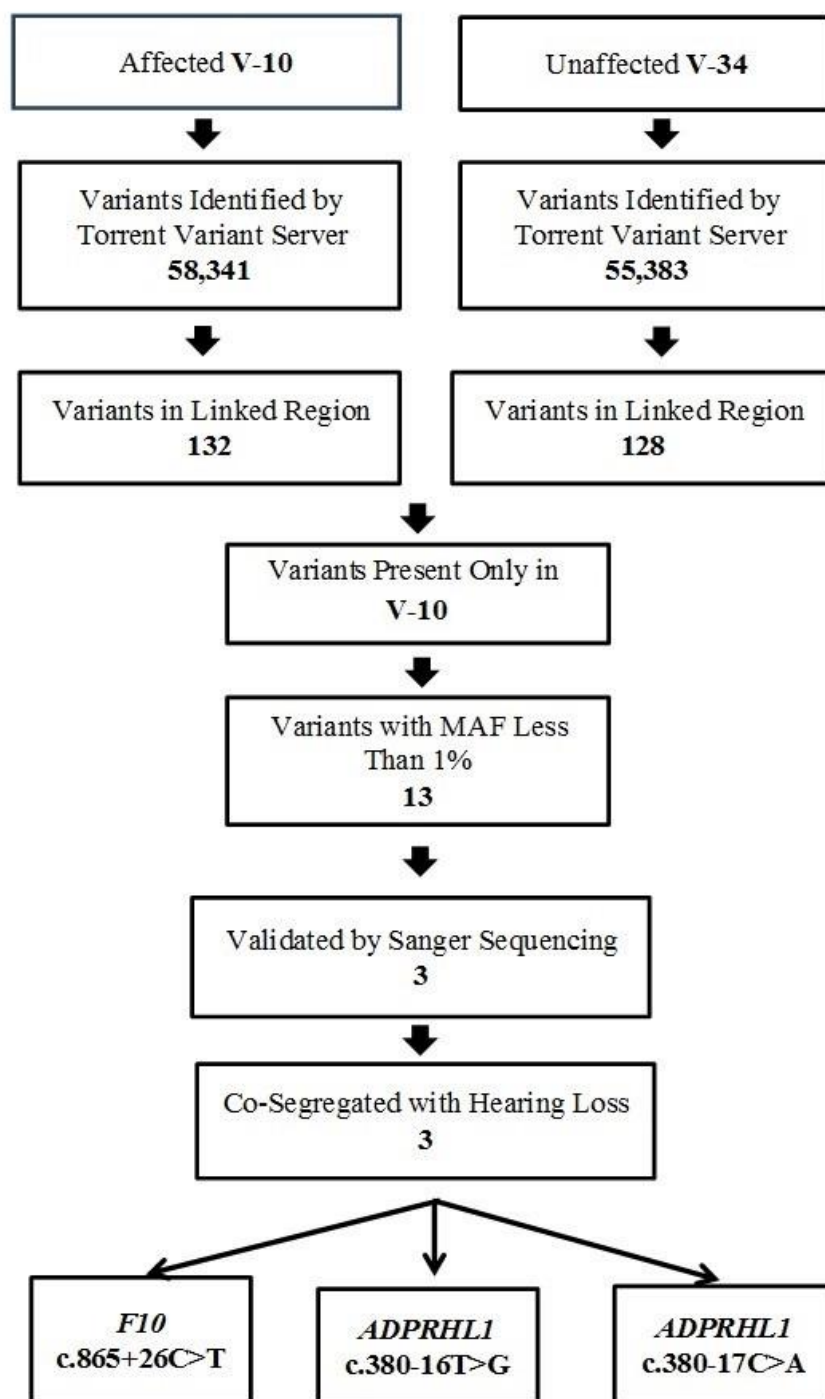 Affected V-10
Unaffected V-34
Variants Identified by
Torrent Variant Server
58,341
Variants Identified by
Torrent Variant Server
55,383
Variants in Linked Region
132
Variants in Linked Region
128
Variants Present Only in
V-10
Variants with MAF Less
Than 1%
13
Validated by Sanger Sequencing
3
Co-Segregated with Hearing Loss
3
F10
c.865+26C>T
ADPRHL1
c.380-16T>G
ADPRHL1
c.380-17C>A